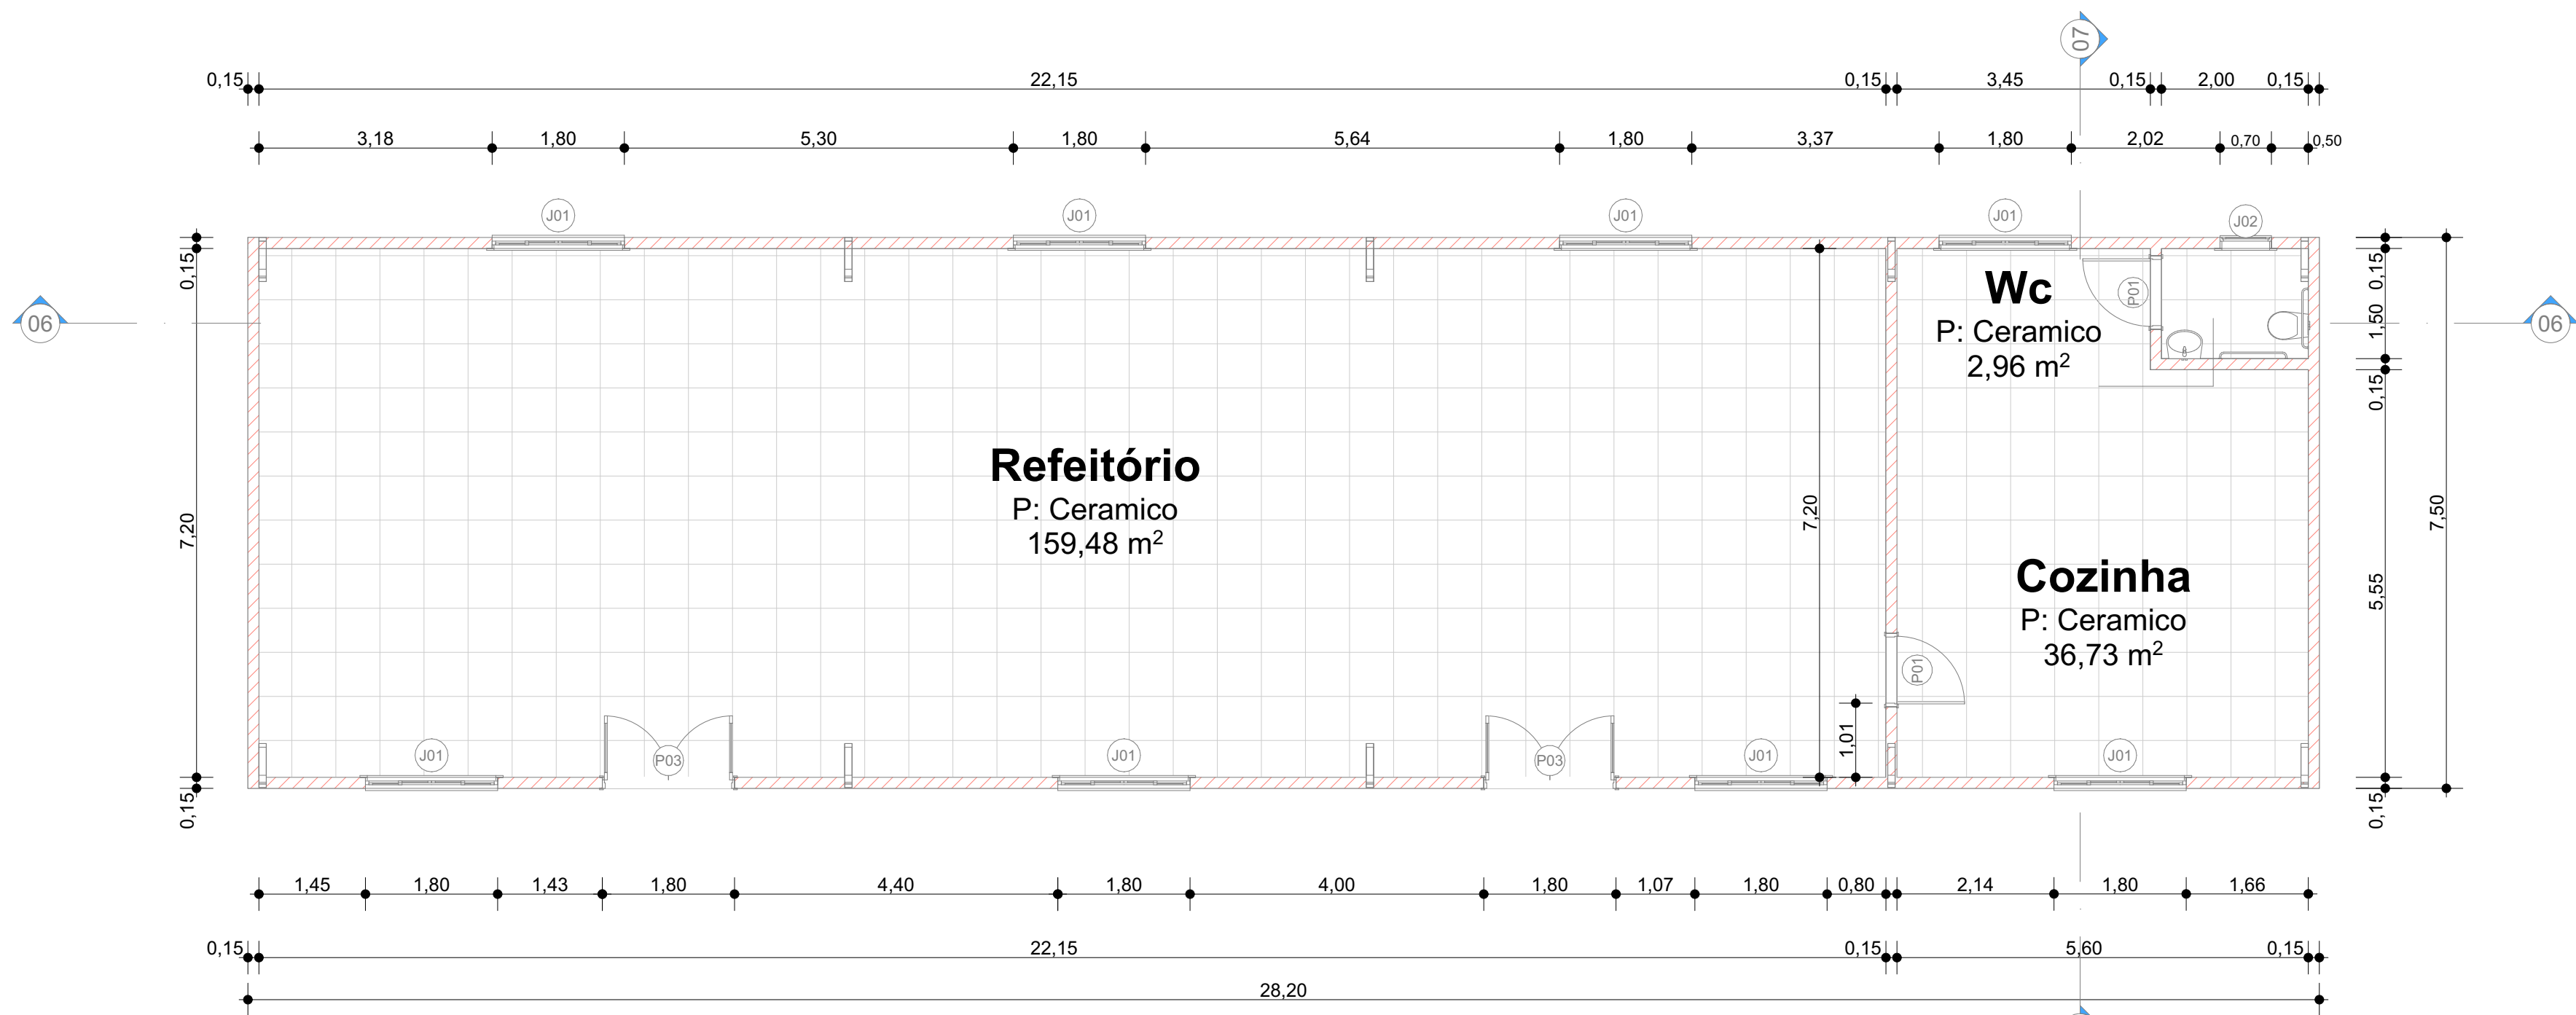 07
0,15 22,15 0,15 3,45 0,15 2,00 0,15
3,18 1,80 5,30 1,80 5,64 1,80 3,37 1,80 2,02 0,70 0,50
J01 J01 J01 J01 J02
0,15 0,15
Wc
P: Ceramico
2,96 m²
P01
1,50
06 06
0,15
Refeitório
P: Ceramico
159,48 m²
7,20 7,20 7,50
Cozinha
P: Ceramico
36,73 m²
5,55
P01
1,01
J01 P03 J01 P03 J01 J01
0,15 0,15
1,45 1,80 1,43 1,80 4,40 1,80 4,00 1,80 1,07 1,80 0,80 2,14 1,80 1,66
0,15 22,15 0,15 5,60 0,15
28,20